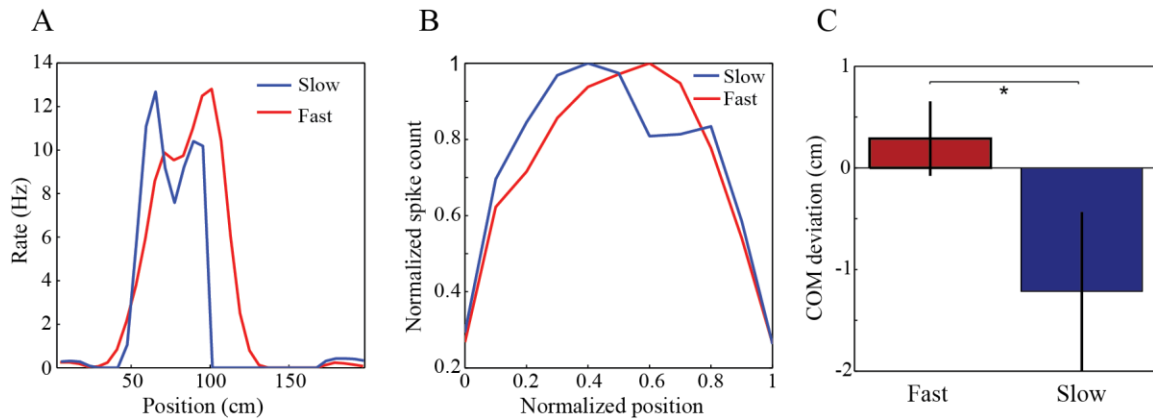 A
B
C
14
12
10
8
6
4
2
0
Rate (Hz)
50
100
150
Position (cm)
Slow
Fast
1
0.8
0.6
0.4
0.2
Normalized spike count
0
0.2
0.4
0.6
0.8
1
Normalized position
Slow
Fast
1
0
-1
-2
COM deviation (cm)
*
Fast
Slow